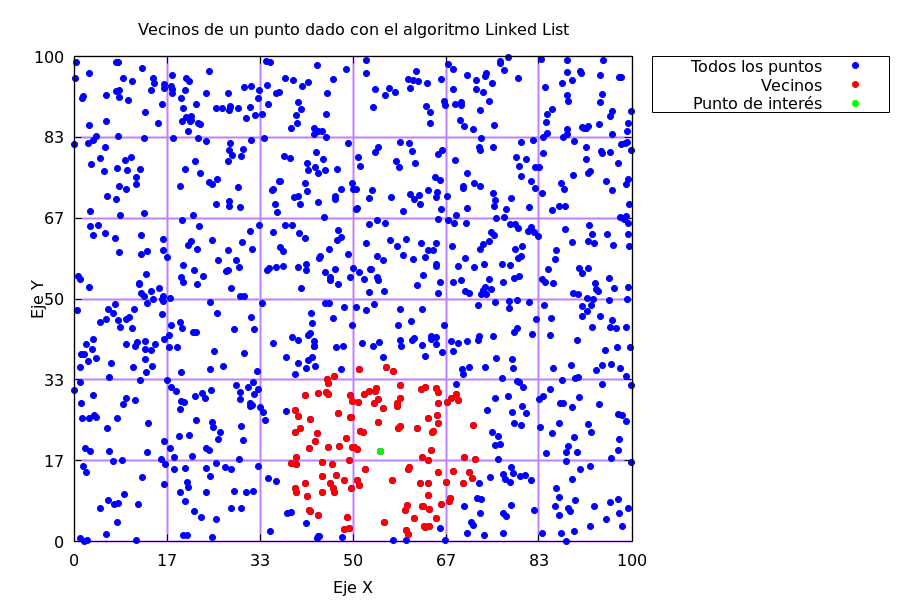 Vecinos de un punto dado con el algoritmo Linked List
Todos los puntos
Vecinos
Punto de interés
100
83
67
50
33
17
0
Eje Y
0 17 33 50 67 83 100
Eje X